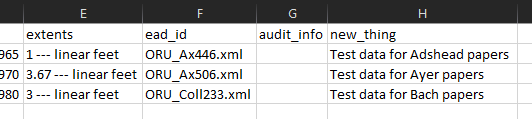 E F G H
extents ead_id audit_info new_thing
965 1 --- linear feet ORU_Ax446.xml Test data for Adshead papers
970 3.67 --- linear feet ORU_Ax506.xml Test data for Ayer papers
980 3 --- linear feet ORU_Coll233.xml Test data for Bach papers